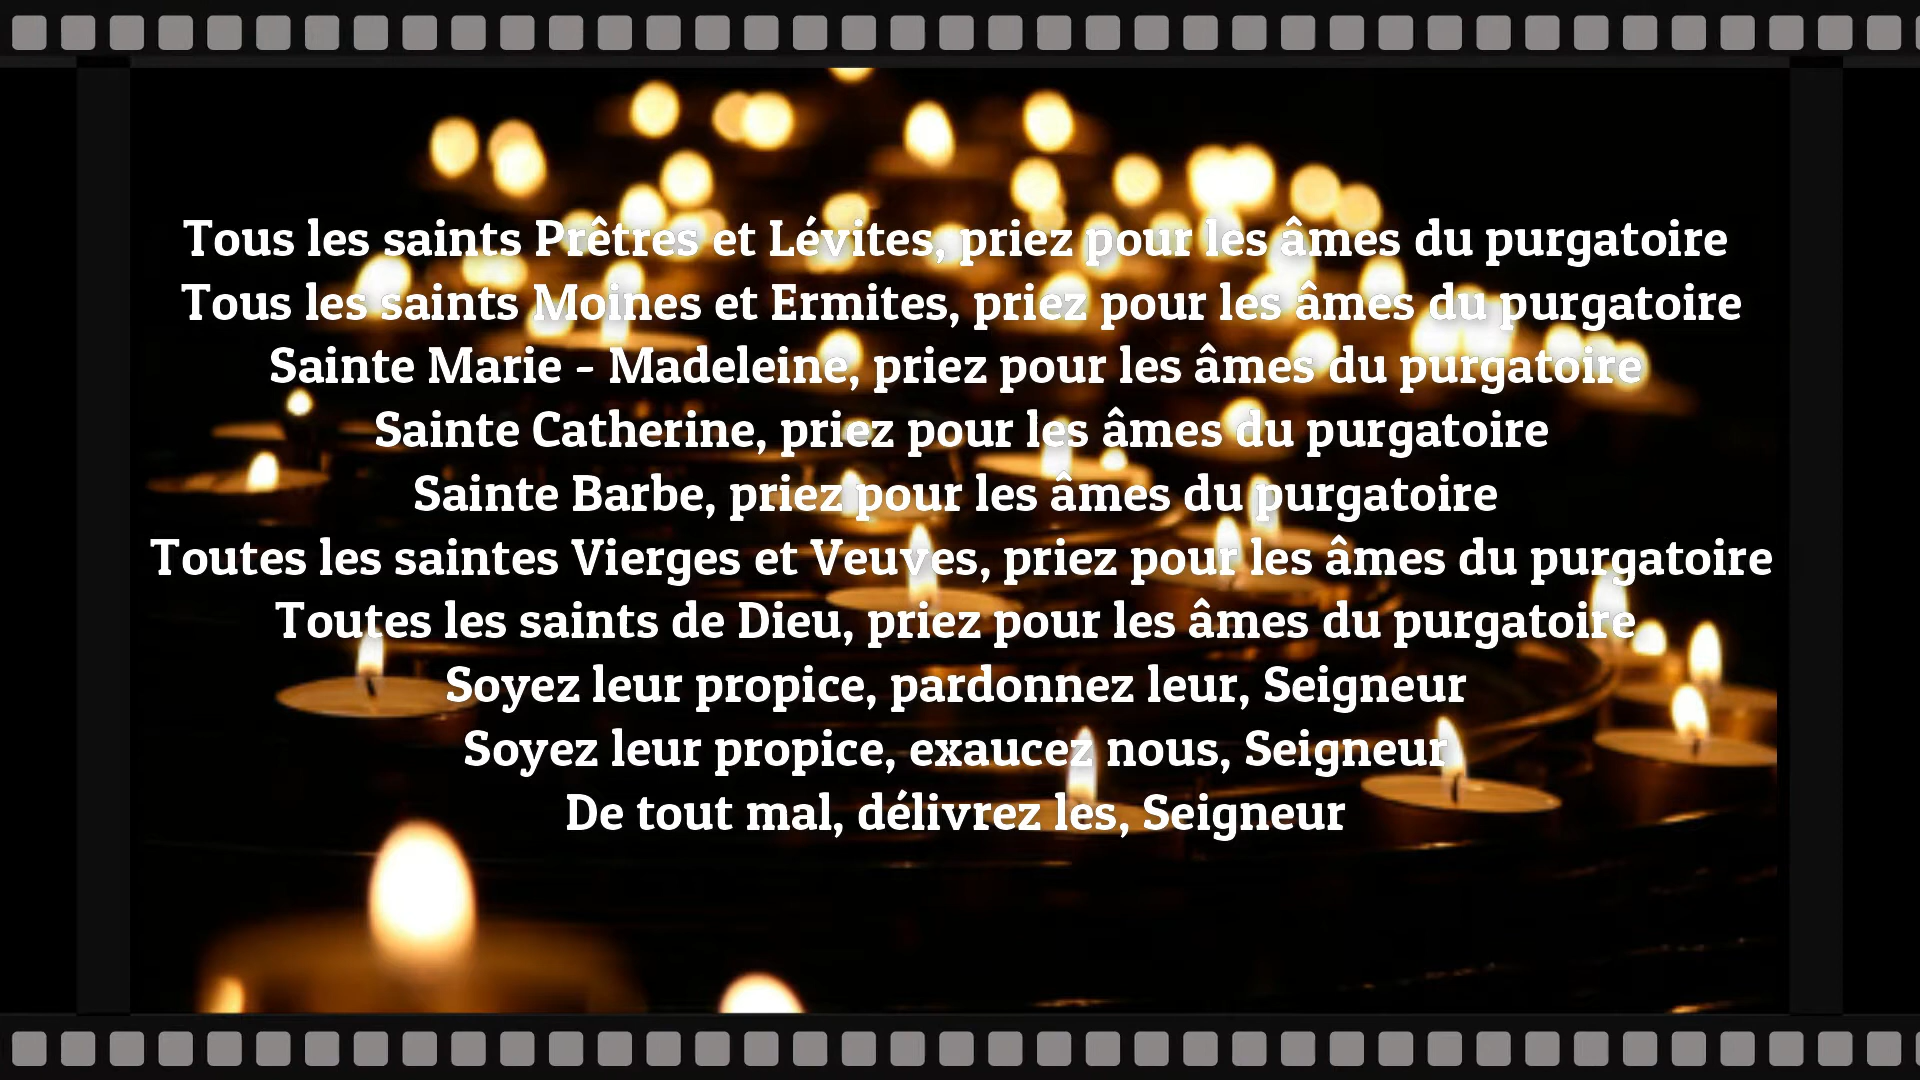 Tous les saints Prêtres et Lévites, priez pour les âmes du purgatoire
Tous les saints Moines et Ermites, priez pour les âmes du purgatoire
Sainte Marie - Madeleine, priez pour les âmes du purgatoire
Sainte Catherine, priez pour les âmes du purgatoire
Sainte Barbe, priez pour les âmes du purgatoire
Toutes les saintes Vierges et Veuves, priez pour les âmes du purgatoire
Toutes les saints de Dieu, priez pour les âmes du purgatoire
Soyez leur propice, pardonnez leur, Seigneur
Soyez leur propice, exaucez nous, Seigneur
De tout mal, délivrez les, Seigneur